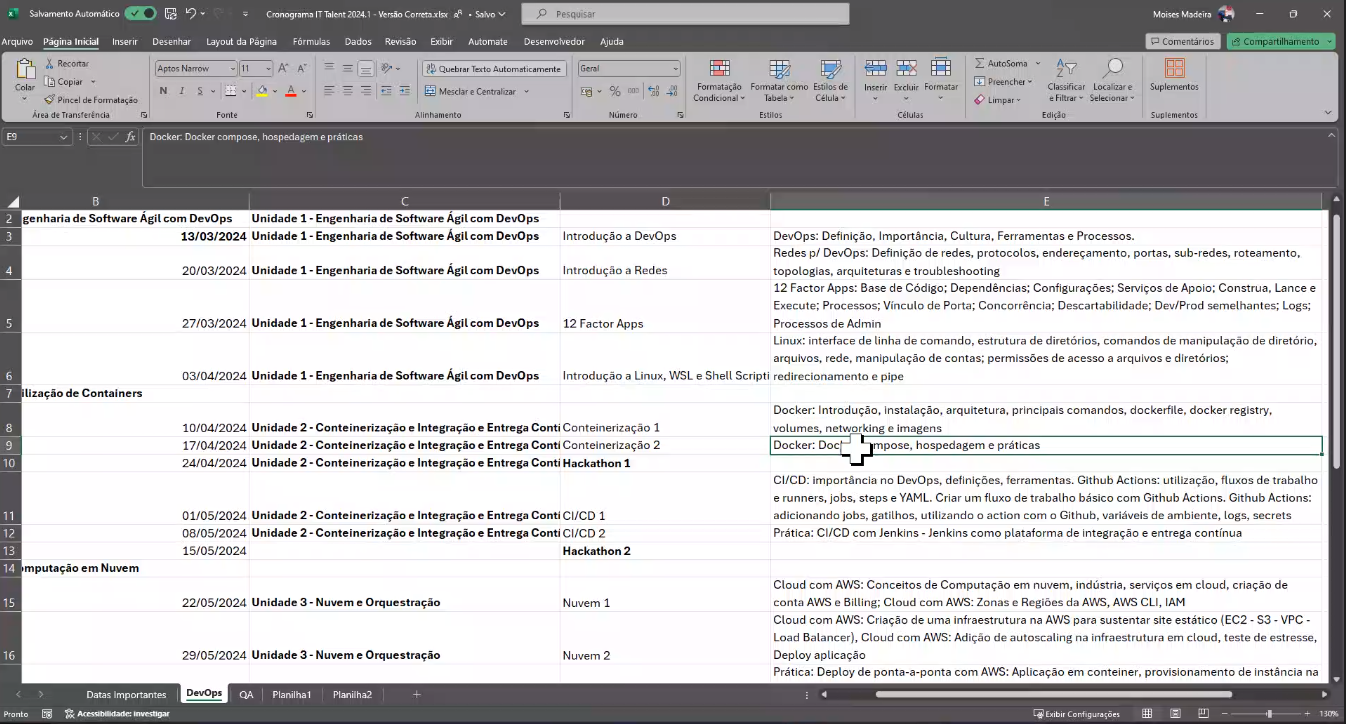 Salvamento Automático
Cronograma IT Talent 2024.1 - Versão Correta.xlsx
• Salvo
Pesquisar
Moises Madeira
Arquivo Página Inicial Inserir Desenhar Layout da Página Fórmulas Dados Revisão Exibir Automate Desenvolvedor Ajuda
Comentários Compartilhamento
Colar
Recortar
Copiar
Pincel de Formatação
Área de Transferência
Aptos Narrow 11
N I S
Fonte
Quebrar Texto Automaticamente
Mesclar e Centralizar
Alinhamento
Geral
% 000
Número
Formatação Condicional
Formatar como Tabela
Estilos de Célula
Estilos
Inserir Excluir Formatar
Células
AutoSoma
Preencher
Limpar
Classificar e Filtrar
Localizar e Selecionar
Edição
Suplementos
Suplementos
E9 fx Docker: Docker compose, hospedagem e práticas
B C D E
2 genharia de Software Ágil com DevOps Unidade 1 - Engenharia de Software Ágil com DevOps
3 13/03/2024 Unidade 1 - Engenharia de Software Ágil com DevOps Introdução a DevOps DevOps: Definição, Importância, Cultura, Ferramentas e Processos.
4 20/03/2024 Unidade 1 - Engenharia de Software Ágil com DevOps Introdução a Redes Redes p/ DevOps: Definição de redes, protocolos, endereçamento, portas, sub-redes, roteamento,
topologias, arquiteturas e troubleshooting
5 27/03/2024 Unidade 1 - Engenharia de Software Ágil com DevOps 12 Factor Apps 12 Factor Apps: Base de Código; Dependências; Configurações; Serviços de Apoio; Construa, Lance e
Execute; Processos; Vínculo de Porta; Concorrência; Descartabilidade; Dev/Prod semelhantes; Logs;
Processos de Admin
6 03/04/2024 Unidade 1 - Engenharia de Software Ágil com DevOps Introdução a Linux, WSL e Shell Scripti Linux: interface de linha de comando, estrutura de diretórios, comandos de manipulação de diretório,
arquivos, rede, manipulação de contas; permissões de acesso a arquivos e diretórios;
redirecionamento e pipe
7 ilização de Containers
8 10/04/2024 Unidade 2 - Conteinerização e Integração e Entrega Conti Conteinerização 1 Docker: Introdução, instalação, arquitetura, principais comandos, dockerfile, docker registry,
volumes, networking e imagens
9 17/04/2024 Unidade 2 - Conteinerização e Integração e Entrega Conti Conteinerização 2 Docker: Doc compose, hospedagem e práticas
10 24/04/2024 Unidade 2 - Conteinerização e Integração e Entrega Conti Hackathon 1
11 01/05/2024 Unidade 2 - Conteinerização e Integração e Entrega Conti CI/CD 1 CI/CD: importância no DevOps, definições, ferramentas. Github Actions: utilização, fluxos de trabalho
e runners, jobs, steps e YAML. Criar um fluxo de trabalho básico com Github Actions. Github Actions:
adicionando jobs, gatilhos, utilizando o action com o Github, variáveis de ambiente, logs, secrets
12 08/05/2024 Unidade 2 - Conteinerização e Integração e Entrega Conti CI/CD 2 Prática: CI/CD com Jenkins - Jenkins como plataforma de integração e entrega contínua
13 15/05/2024 Hackathon 2
14 omputação em Nuvem
15 22/05/2024 Unidade 3 - Nuvem e Orquestração Nuvem 1 Cloud com AWS: Conceitos de Computação em nuvem, indústria, serviços em cloud, criação de
conta AWS e Billing; Cloud com AWS: Zonas e Regiões da AWS, AWS CLI, IAM
16 29/05/2024 Unidade 3 - Nuvem e Orquestração Nuvem 2 Cloud com AWS: Criação de uma infraestrutura na AWS para sustentar site estático (EC2 - S3 - VPC -
Load Balancer), Cloud com AWS: Adição de autoscaling na infraestrutura em cloud, teste de estresse,
Deploy aplicação
Prática: Deploy de ponta-a-ponta com AWS: Aplicação em conteiner, provisionamento de instância na
Datas Importantes DevOps QA Planilha1 Planilha2
Pronto Acessibilidade: investigar Exibir Configurações 130%